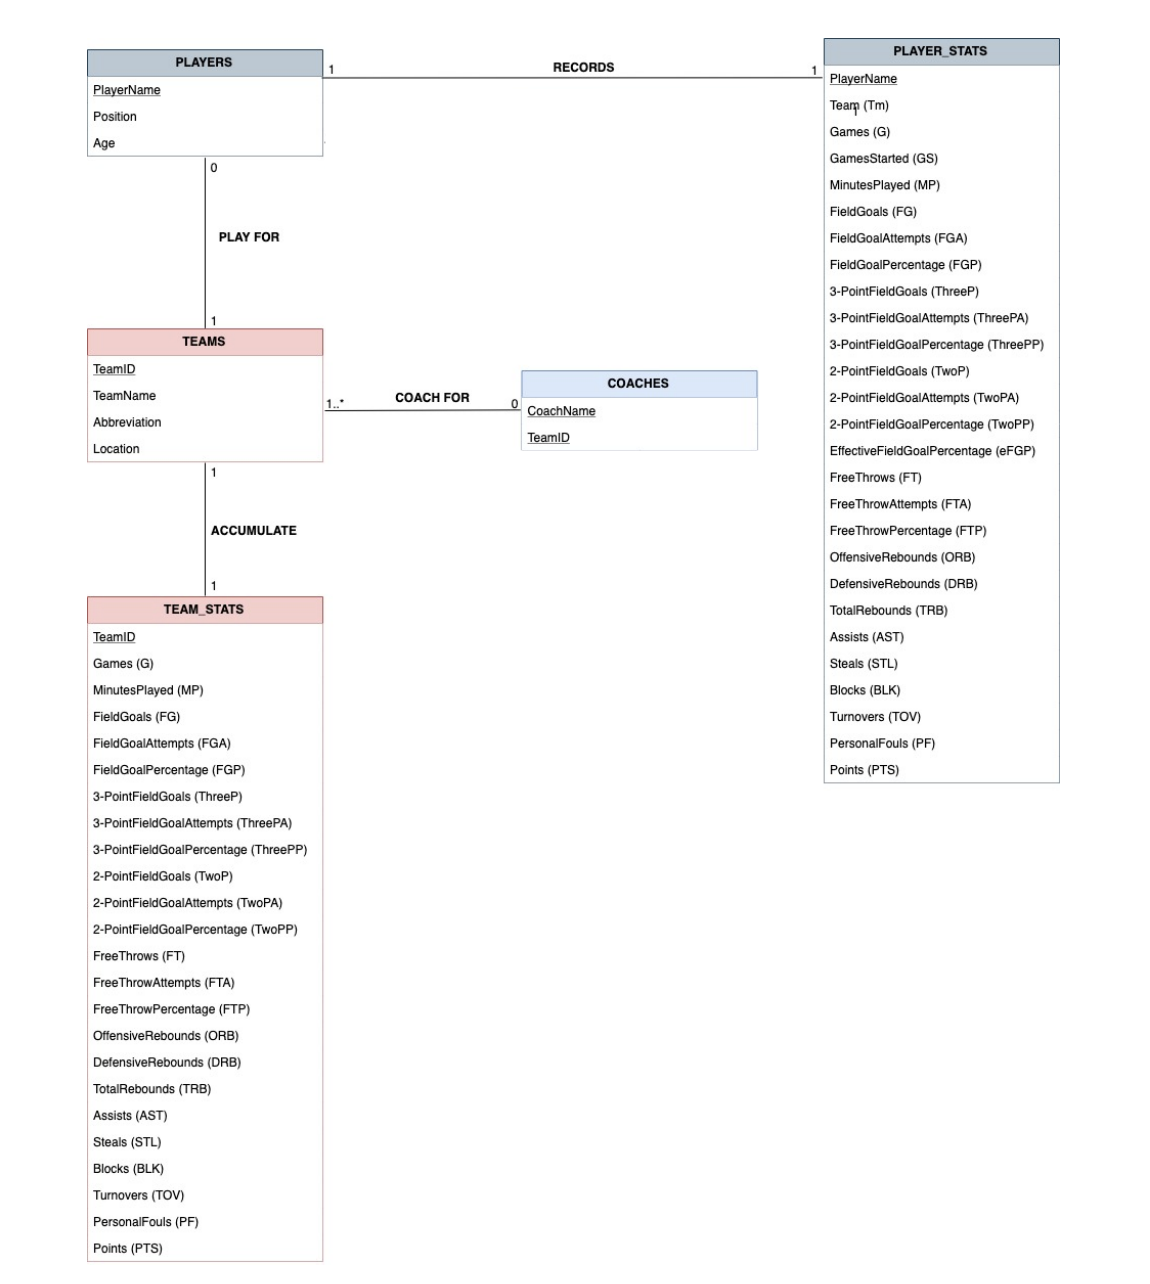 PLAYERS
PlayerName
Position
Age
1
RECORDS
1
PLAYER_STATS
PlayerName
Team (Tm)
Games (G)
GamesStarted (GS)
MinutesPlayed (MP)
FieldGoals (FG)
FieldGoalAttempts (FGA)
FieldGoalPercentage (FGP)
3-PointFieldGoals (ThreeP)
3-PointFieldGoalAttempts (ThreePA)
3-PointFieldGoalPercentage (ThreePP)
2-PointFieldGoals (TwoP)
2-PointFieldGoalAttempts (TwoPA)
2-PointFieldGoalPercentage (TwoPP)
EffectiveFieldGoalPercentage (eFGP)
FreeThrows (FT)
FreeThrowAttempts (FTA)
FreeThrowPercentage (FTP)
OffensiveRebounds (ORB)
DefensiveRebounds (DRB)
TotalRebounds (TRB)
Assists (AST)
Steals (STL)
Blocks (BLK)
Turnovers (TOV)
PersonalFouls (PF)
Points (PTS)
0
PLAY FOR
1
TEAMS
TeamID
TeamName
Abbreviation
Location
1..*
COACH FOR
0
COACHES
CoachName
TeamID
1
ACCUMULATE
1
TEAM_STATS
TeamID
Games (G)
MinutesPlayed (MP)
FieldGoals (FG)
FieldGoalAttempts (FGA)
FieldGoalPercentage (FGP)
3-PointFieldGoals (ThreeP)
3-PointFieldGoalAttempts (ThreePA)
3-PointFieldGoalPercentage (ThreePP)
2-PointFieldGoals (TwoP)
2-PointFieldGoalAttempts (TwoPA)
2-PointFieldGoalPercentage (TwoPP)
FreeThrows (FT)
FreeThrowAttempts (FTA)
FreeThrowPercentage (FTP)
OffensiveRebounds (ORB)
DefensiveRebounds (DRB)
TotalRebounds (TRB)
Assists (AST)
Steals (STL)
Blocks (BLK)
Turnovers (TOV)
PersonalFouls (PF)
Points (PTS)